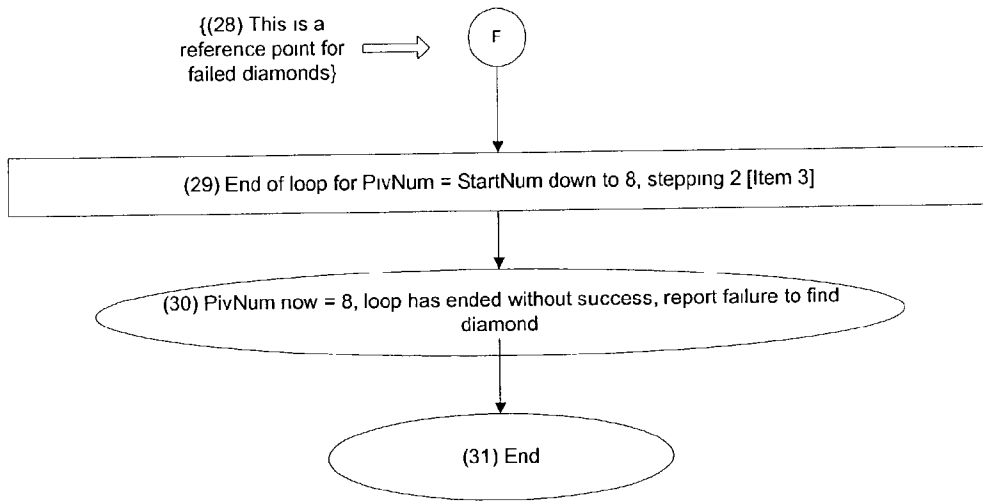 {(28) This is a
reference point for
failed diamonds}
F
(29) End of loop for PivNum = StartNum down to 8, stepping 2 [Item 3]
(30) PivNum now = 8, loop has ended without success, report failure to find
diamond
(31) End